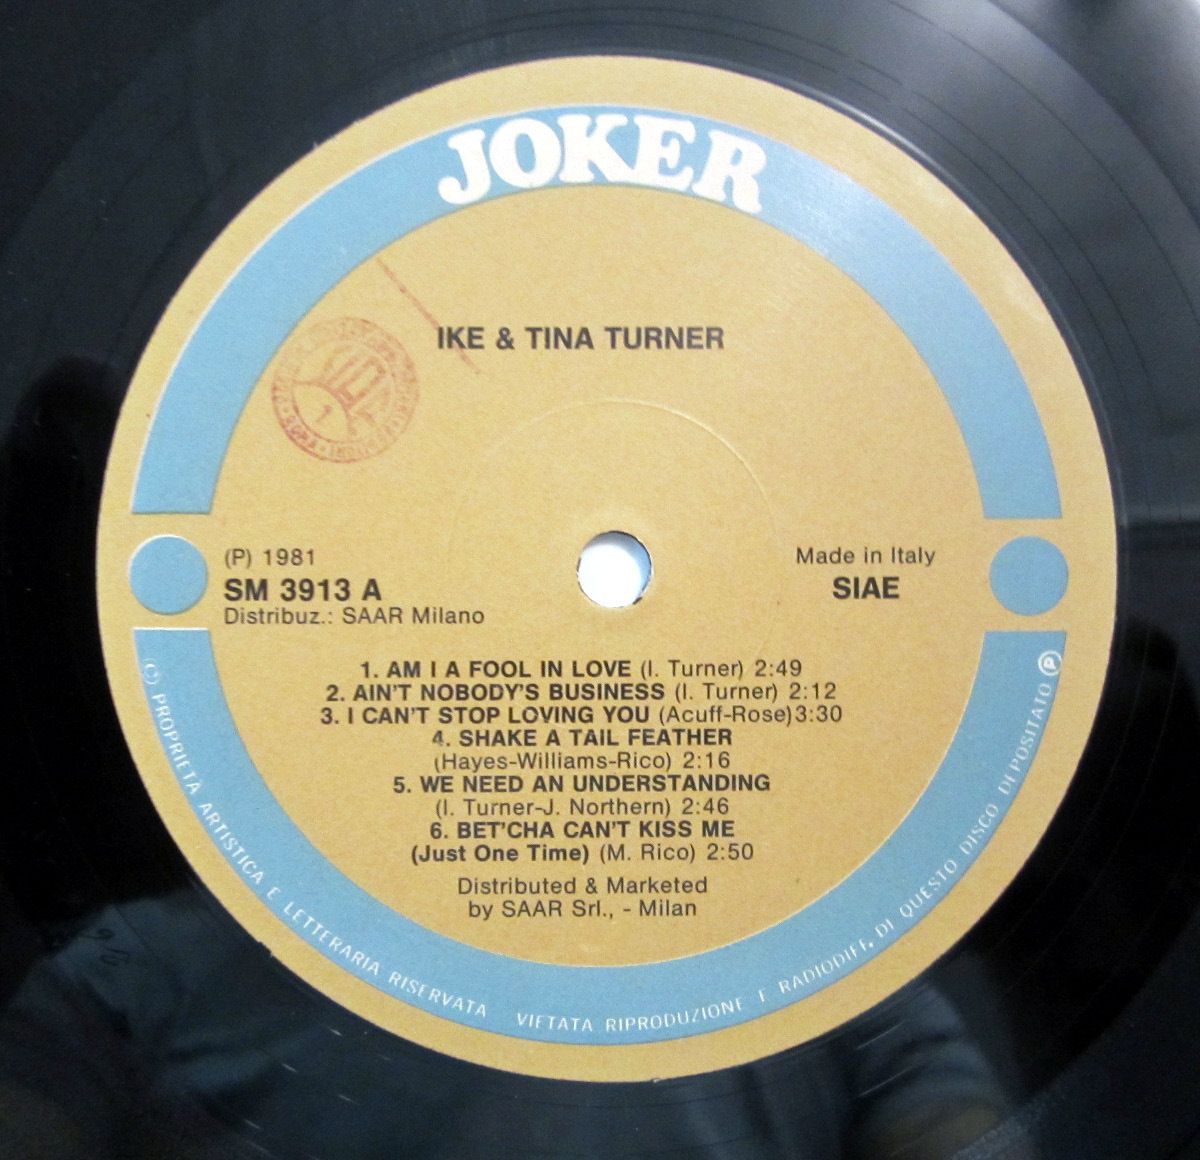 JOKER
IKE & TINA TURNER
(P) 1981
SM 3913 A
Distribuz.: SAAR Milano
Made in Italy
SIAE
1. AM I A FOOL IN LOVE (I. Turner) 2:49
2. AIN'T NOBODY'S BUSINESS (I. Turner) 2:12
3. I CAN'T STOP LOVING YOU (Acuff-Rose)3:30
4. SHAKE A TAIL FEATHER
(Hayes-Williams-Rico) 2:16
5. WE NEED AN UNDERSTANDING
(I. Turner-J. Northern) 2:46
6. BET'CHA CAN'T KISS ME
(Just One Time) (M. Rico) 2:50
Distributed & Marketed
by SAAR Srl., - Milan
(C) PROPRIETA ARTISTICA E LETTERARIA RISERVATA VIETATA RIPRODUZIONE E RADIODIFF. DI QUESTO DISCO DEPOSITATO ℗